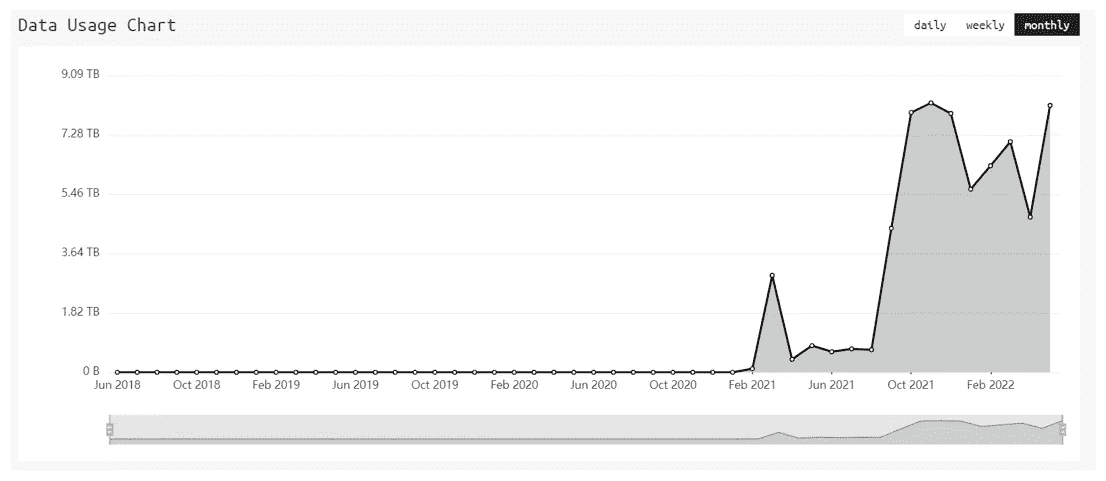 Data Usage Chart
daily weekly monthly
9.09 TB
7.28 TB
5.46 TB
3.64 TB
1.82 TB
0 B
Jun 2018 Oct 2018 Feb 2019 Jun 2019 Oct 2019 Feb 2020 Jun 2020 Oct 2020 Feb 2021 Jun 2021 Oct 2021 Feb 2022